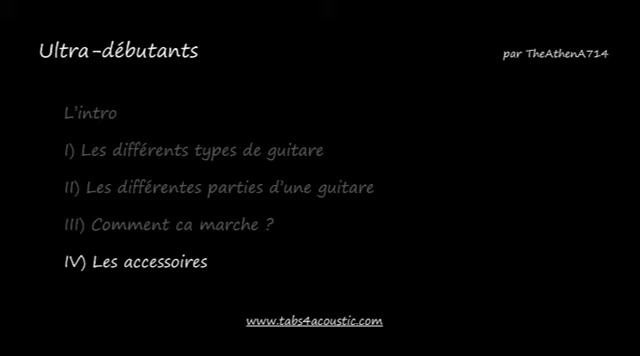 Ultra-débutants
par TheAthenA714
L'intro
I) Les différents types de guitare
II) Les différentes parties d'une guitare
III) Comment ca marche ?
IV) Les accessoires
www.tabs4acoustic.com